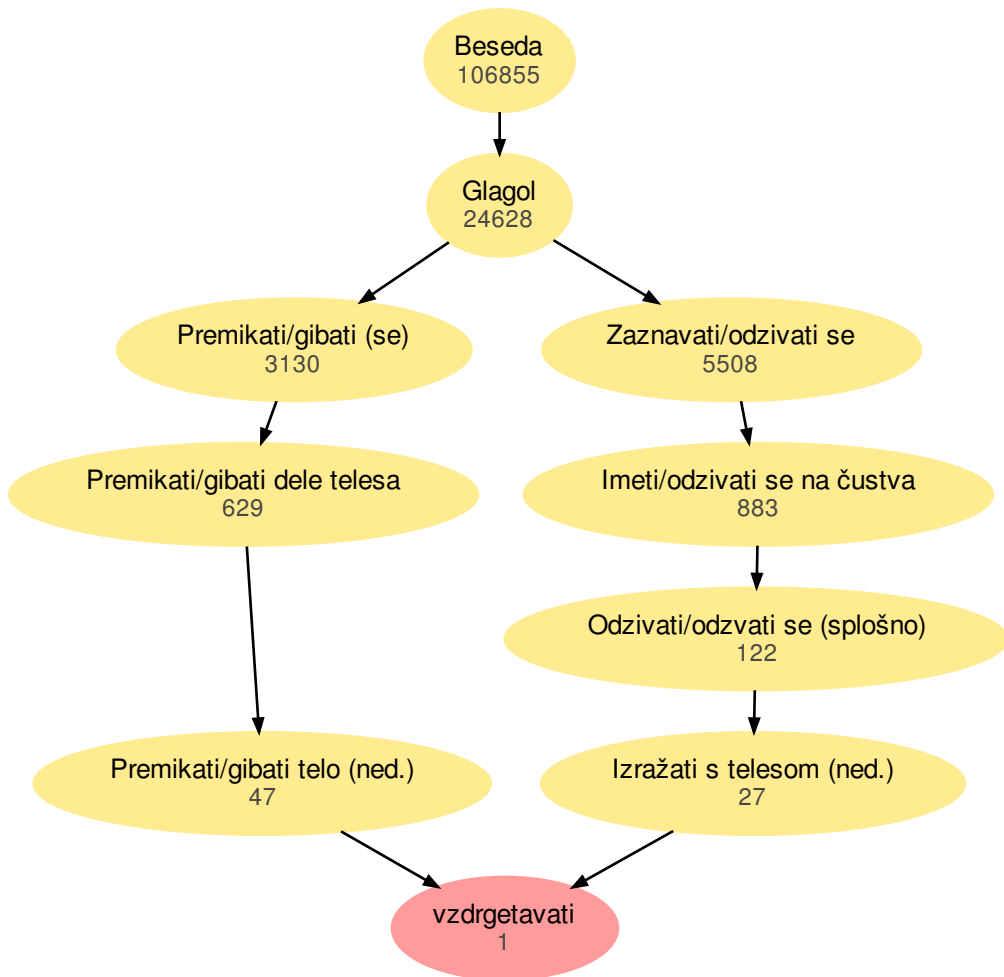 Beseda
106855
Glagol
24628
Premikati/gibati (se)
3130
Zaznavati/odzivati se
5508
Premikati/gibati dele telesa
629
Imeti/odzivati se na čustva
883
Odzivati/odzvati se (splošno)
122
Premikati/gibati telo (ned.)
47
Izražati s telesom (ned.)
27
vzdrgetavati
1